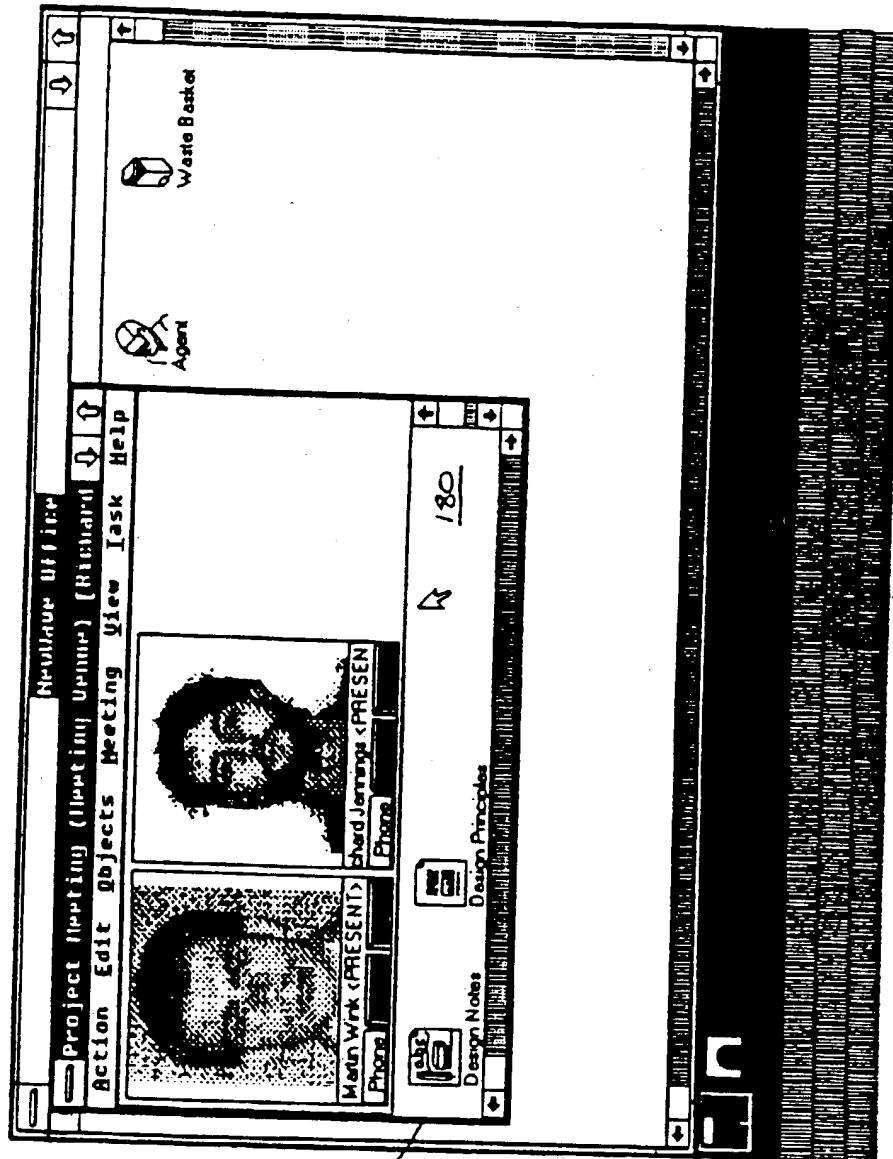 NewWave Office
Project Meeting (Meeting Venue) (Richard
Action Edit Objects Meeting View Task Help
Martin Wink <PRESENT>
chard Jennings <PRESEN
Phone
Phone
180
Design Notes
Design Principles
Agent
Waste Basket